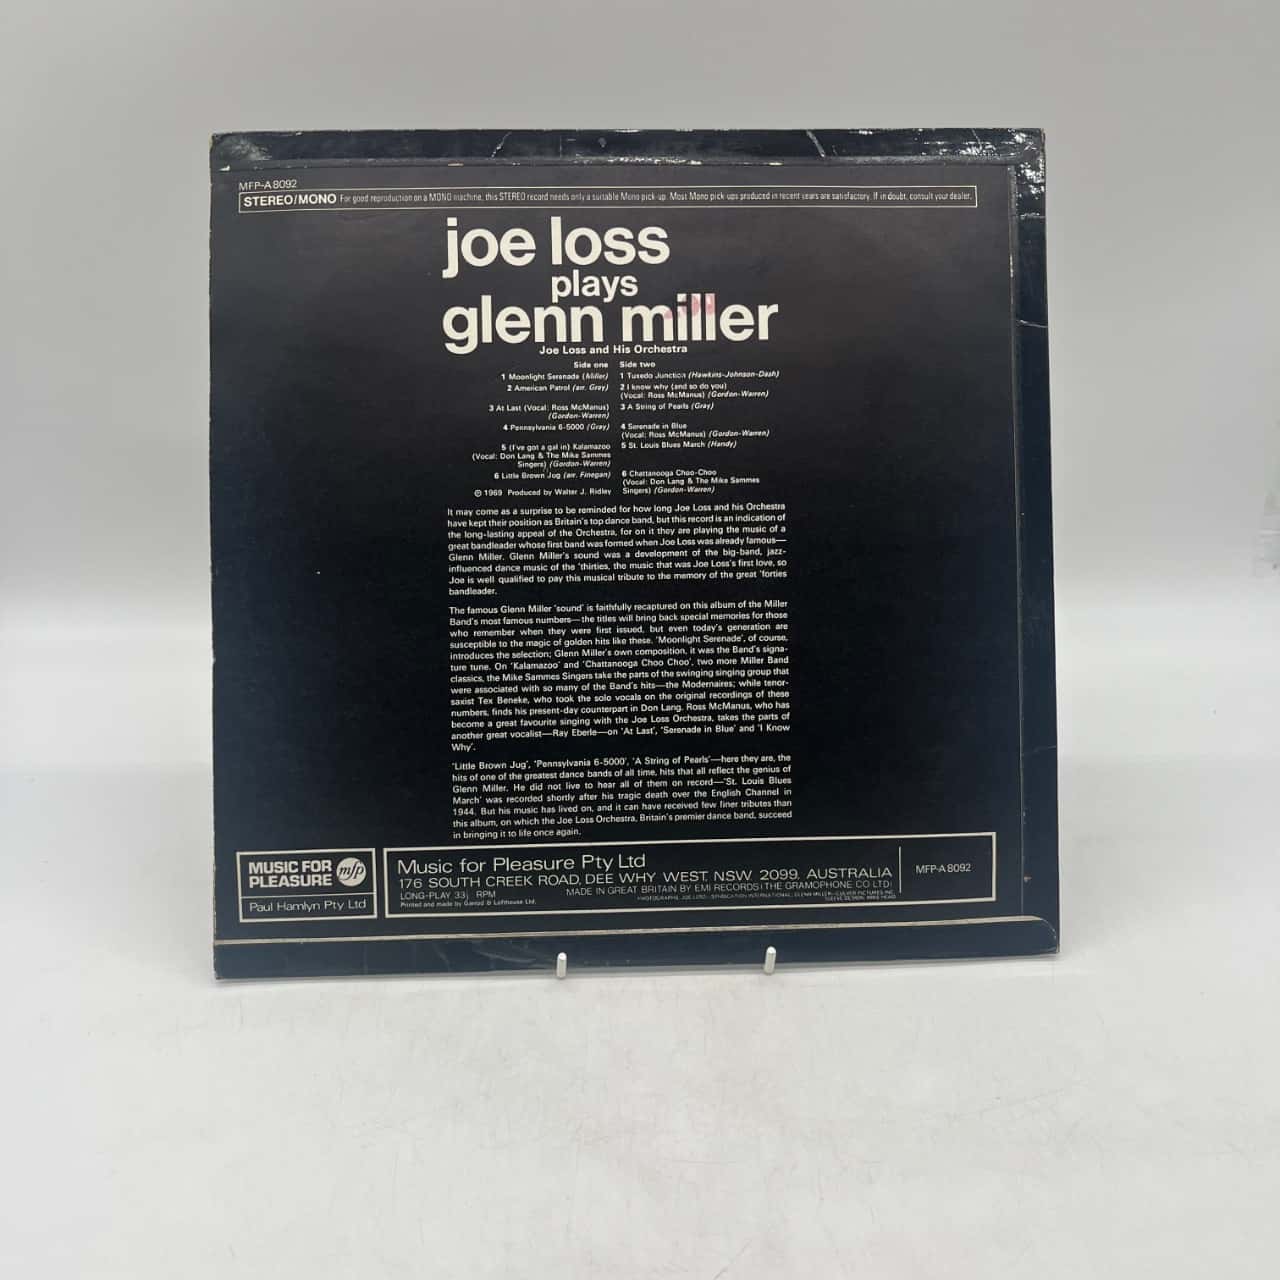 MFP-A 8092
STEREO/MONO For good reproduction on a MONO machine, this STEREO record needs only a suitable Mono pick-up. Most Mono pick-ups produced in recent years are satisfactory. If in doubt, consult your dealer.
joe loss
plays
glenn miller
Joe Loss and His Orchestra
Side one
1 Moonlight Serenade (Miller)
2 American Patrol (arr. Gray)
3 At Last (Vocal: Ross McManus)
(Gordon-Warren)
4 Pennsylvania 6-5000 (Gray)
5 (I've got a gal in) Kalamazoo
(Vocal: Don Lang & The Mike Sammes
Singers) (Gordon-Warren)
6 Little Brown Jug (arr. Finegan)
℗ 1969 Produced by Walter J. Ridley
Side two
1 Tuxedo Junction (Hawkins-Johnson-Dash)
2 I know why (and so do you)
(Vocal: Ross McManus) (Gordon-Warren)
3 A String of Pearls (Gray)
4 Serenade in Blue
(Vocal: Ross McManus) (Gordon-Warren)
5 St. Louis Blues March (Handy)
6 Chattanooga Choo-Choo
(Vocal: Don Lang & The Mike Sammes
Singers) (Gordon-Warren)
It may come as a surprise to be reminded for how long Joe Loss and his Orchestra
have kept their position as Britain's top dance band, but this record is an indication of
the long-lasting appeal of the Orchestra, for on it they are playing the music of a
great bandleader whose first band was formed when Joe Loss was already famous—
Glenn Miller. Glenn Miller's sound was a development of the big-band, jazz-
influenced dance music of the 'thirties, the music that was Joe Loss's first love, so
Joe is well qualified to pay this musical tribute to the memory of the great 'forties
bandleader.
The famous Glenn Miller 'sound' is faithfully recaptured on this album of the Miller
Band's most famous numbers—the titles will bring back special memories for those
who remember when they were first issued, but even today's generation are
susceptible to the magic of golden hits like these. 'Moonlight Serenade', of course,
introduces the selection; Glenn Miller's own composition, it was the Band's signa-
ture tune. On 'Kalamazoo' and 'Chattanooga Choo Choo', two more Miller Band
classics, the Mike Sammes Singers take the parts of the swinging singing group that
were associated with so many of the Band's hits—the Modernaires; while tenor-
saxist Tex Beneke, who took the solo vocals on the original recordings of these
numbers, finds his present-day counterpart in Don Lang. Ross McManus, who has
become a great favourite singing with the Joe Loss Orchestra, takes the parts of
another great vocalist—Ray Eberle—on 'At Last', 'Serenade in Blue' and 'I Know
Why'.
'Little Brown Jug', 'Pennsylvania 6-5000', 'A String of Pearls'—here they are, the
hits of one of the greatest dance bands of all time, hits that all reflect the genius of
Glenn Miller. He did not live to hear all of them on record—'St. Louis Blues
March' was recorded shortly after his tragic death over the English Channel in
1944. But his music has lived on, and it can have received few finer tributes than
this album, on which the Joe Loss Orchestra, Britain's premier dance band, succeed
in bringing it to life once again.
MUSIC FOR
PLEASURE mfp
Paul Hamlyn Pty Ltd
Music for Pleasure Pty Ltd
176 SOUTH CREEK ROAD, DEE WHY WEST, NSW 2099, AUSTRALIA
LONG-PLAY 33⅓ RPM MADE IN GREAT BRITAIN BY EMI RECORDS (THE GRAMOPHONE CO LTD)
Printed and made by Garrod & Lofthouse Ltd.
PHOTOGRAPHS: JOE LOSS—SYNDICATION INTERNATIONAL; GLENN MILLER—CULVER PICTURES INC.
SLEEVE DESIGN:
MFP-A 8092